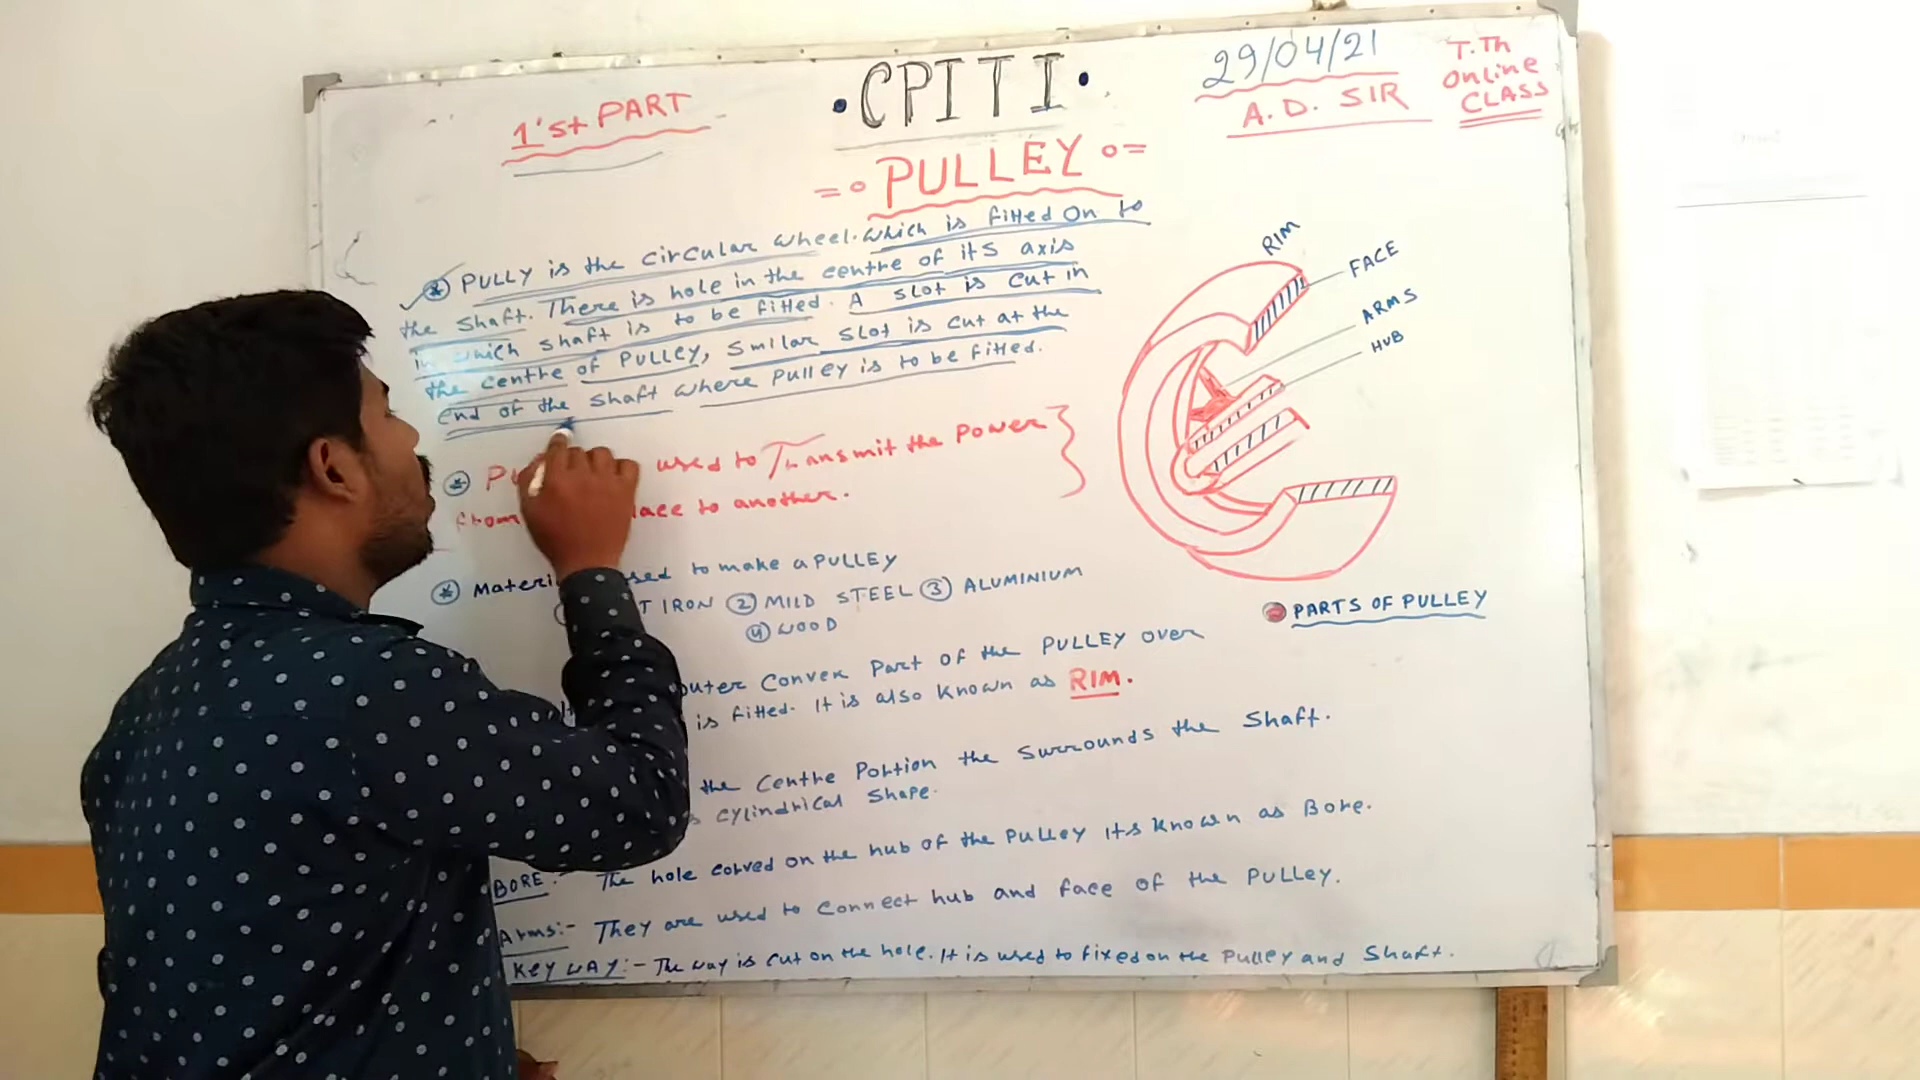 1'st PART
CPITI
29/04/21
A. D. SIR
T.Th
Online
CLASS
PULLEY
PULLY is the circular wheel. which is fitted On to
the shaft. There is hole in the centre of its axis
in which shaft is to be fitted. A slot is cut in
the centre of PULLEY, smilar slot is cut at the
end of the shaft where Pulley is to be fitted.
used to Transmit the Power
from to another.
used to make a PULLEY
IRON ② MILD STEEL ③ ALUMINIUM
④ WOOD
outer Convex Part of the PULLEY over
is fitted. It is also known as RIM.
the Centre Portion the Surrounds the Shaft.
cylindrical Shape.
BORE:- The hole corved on the hub of the PULLEY Its known as Bore.
Arms:- They are used to Connect hub and face of the PULLEY.
Key WAY:- The way is cut on the hole. It is used to fixed on the Pulley and Shaft.
RIM
FACE
ARMS
HUB
PARTS OF PULLEY